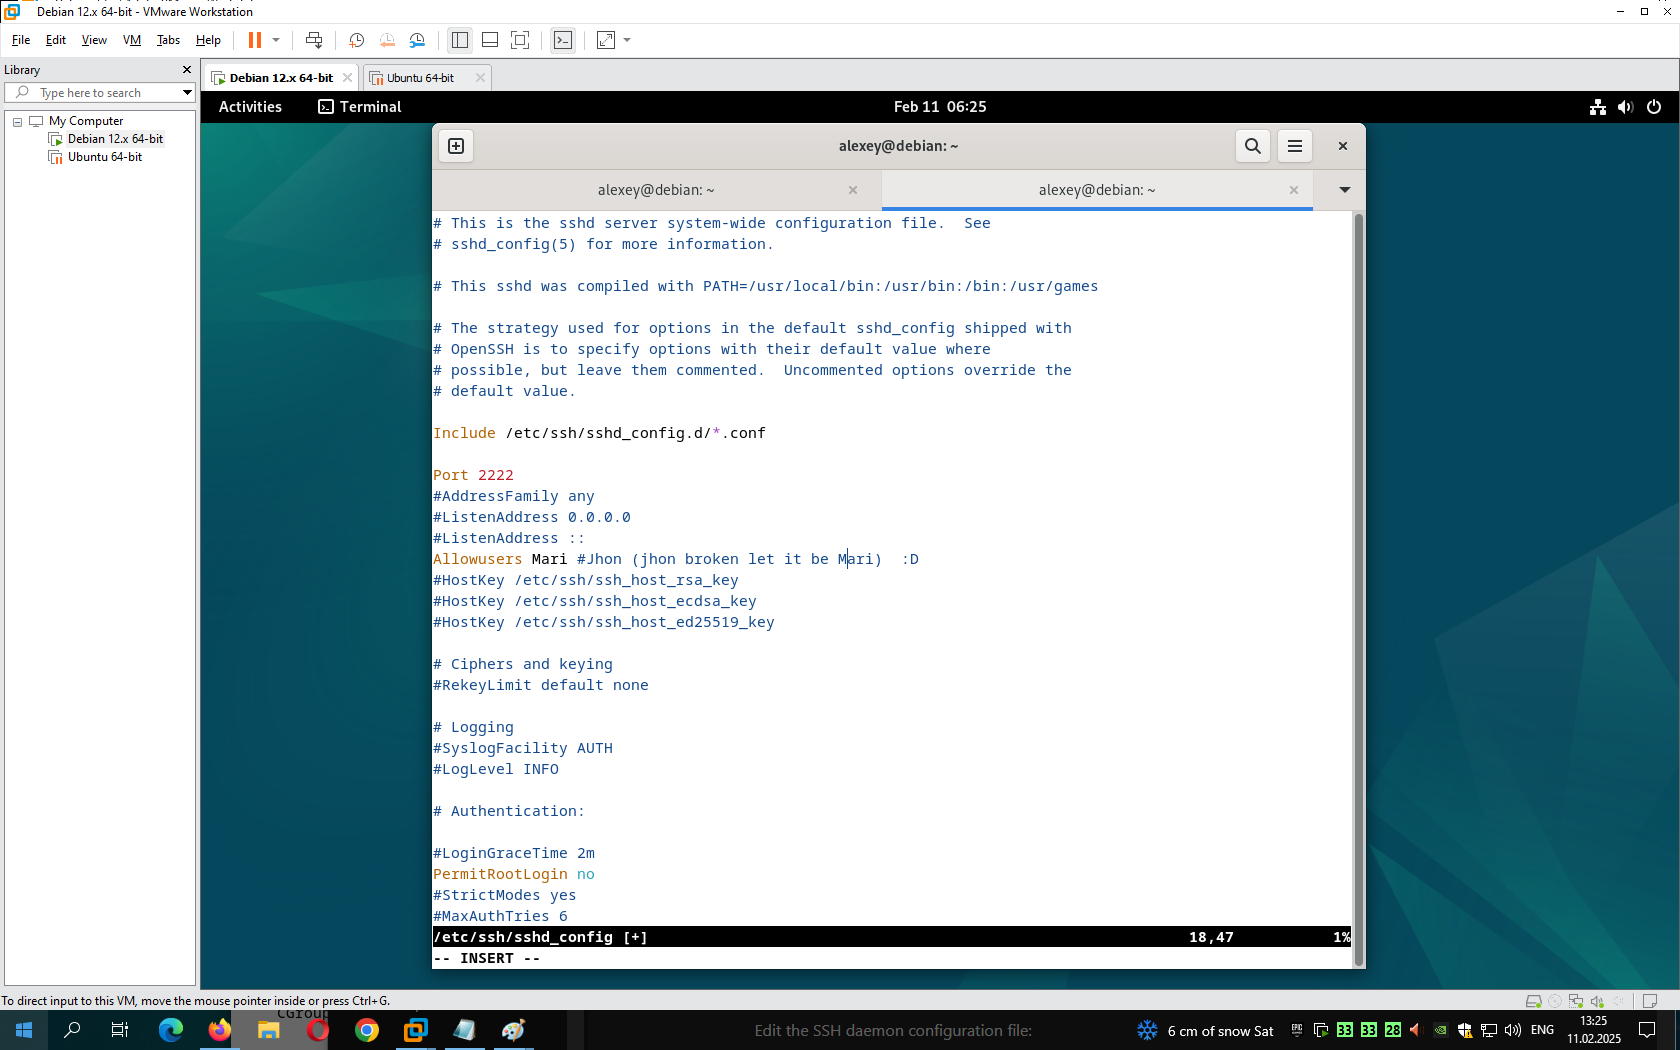 Debian 12.x 64-bit - VMware Workstation
File Edit View VM Tabs Help
Library
Type here to search
My Computer
Debian 12.x 64-bit
Ubuntu 64-bit
Debian 12.x 64-bit
Ubuntu 64-bit
Activities
Terminal
Feb 11 06:25
alexey@debian: ~
alexey@debian: ~
alexey@debian: ~
# This is the sshd server system-wide configuration file.  See
# sshd_config(5) for more information.
# This sshd was compiled with PATH=/usr/local/bin:/usr/bin:/bin:/usr/games
# The strategy used for options in the default sshd_config shipped with
# OpenSSH is to specify options with their default value where
# possible, but leave them commented.  Uncommented options override the
# default value.
Include /etc/ssh/sshd_config.d/*.conf
Port 2222
#AddressFamily any
#ListenAddress 0.0.0.0
#ListenAddress ::
Allowusers Mari #Jhon (jhon broken let it be Mari)  :D
#HostKey /etc/ssh/ssh_host_rsa_key
#HostKey /etc/ssh/ssh_host_ecdsa_key
#HostKey /etc/ssh/ssh_host_ed25519_key
# Ciphers and keying
#RekeyLimit default none
# Logging
#SyslogFacility AUTH
#LogLevel INFO
# Authentication:
#LoginGraceTime 2m
PermitRootLogin no
#StrictModes yes
#MaxAuthTries 6
/etc/ssh/sshd_config [+] 18,47 1%
-- INSERT --
To direct input to this VM, move the mouse pointer inside or press Ctrl+G.
CGroup
Edit the SSH daemon configuration file:
6 cm of snow Sat
33 33 28
ENG
13:25
11.02.2025